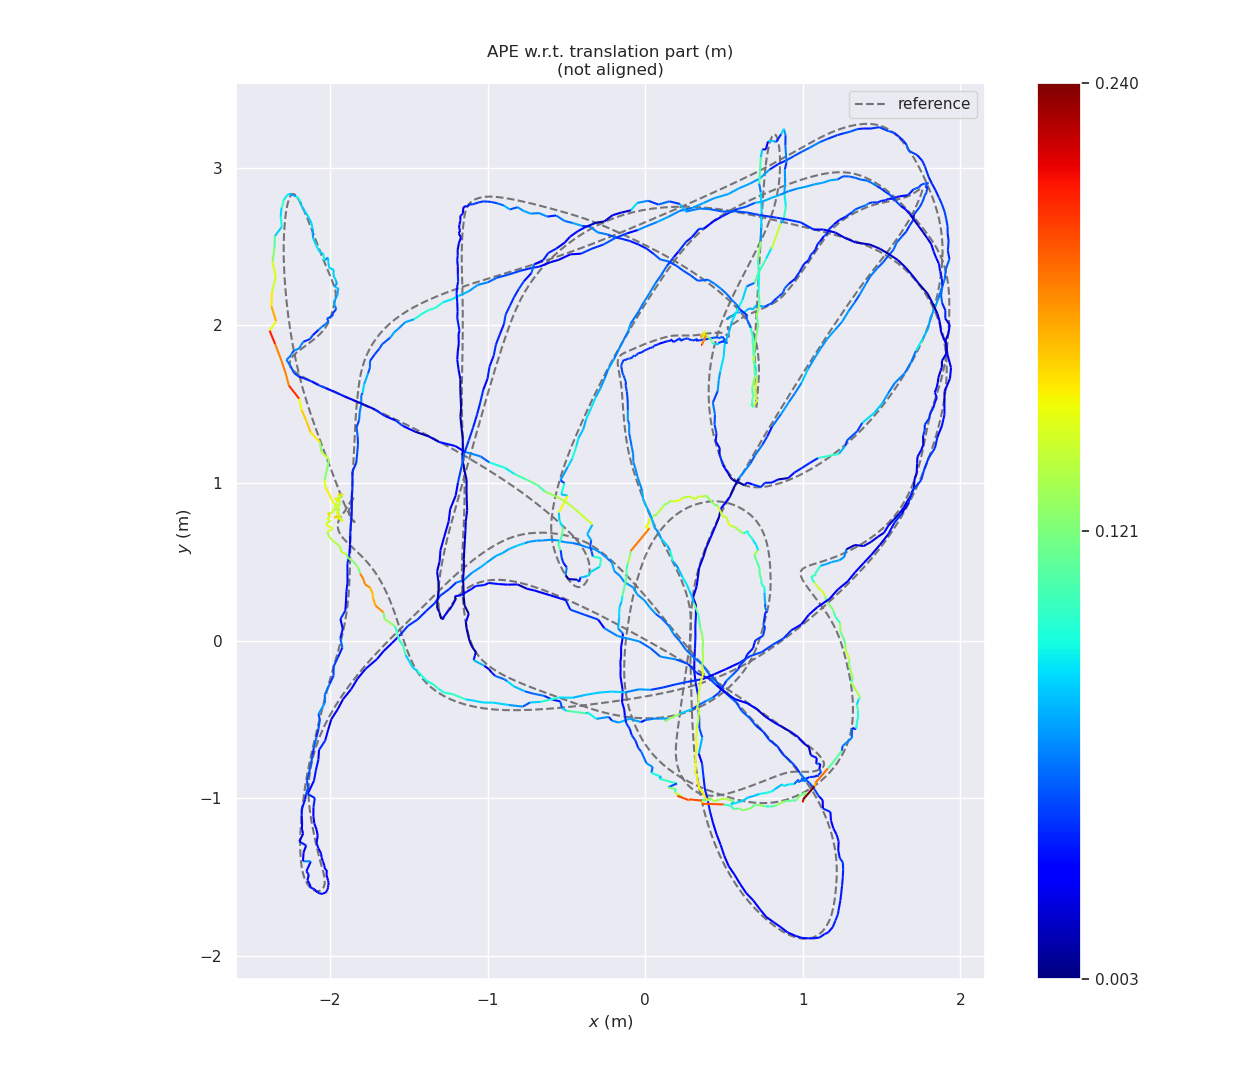 APE w.r.t. translation part (m)
(not aligned)
reference
0.240
0.121
0.003
3
2
1
0
−1
−2
y (m)
−2
−1
0
1
2
x (m)